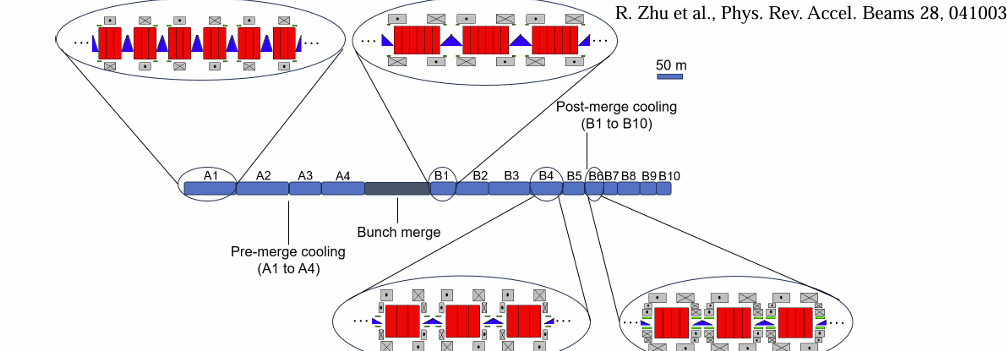 R. Zhu et al., Phys. Rev. Accel. Beams 28, 041003
50 m
Post-merge cooling
(B1 to B10)
A1 A2 A3 A4 B1 B2 B3 B4 B5 B6 B7 B8 B9 B10
Bunch merge
Pre-merge cooling
(A1 to A4)